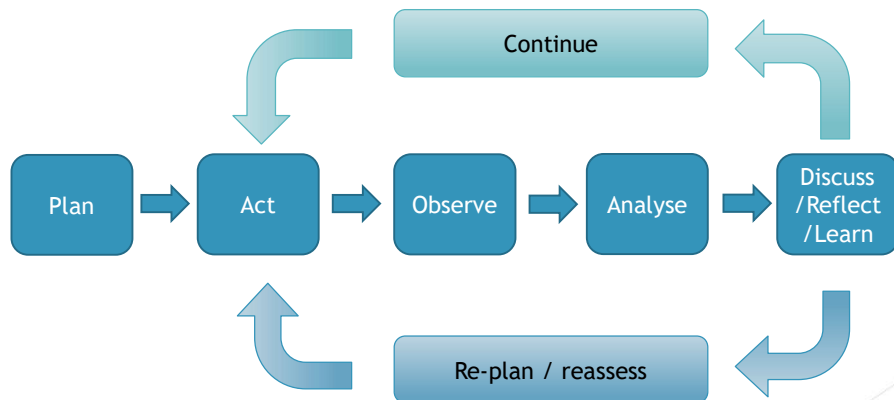 Continue
Plan
Act
Observe
Analyse
Discuss
/Reflect
/Learn
Re-plan / reassess